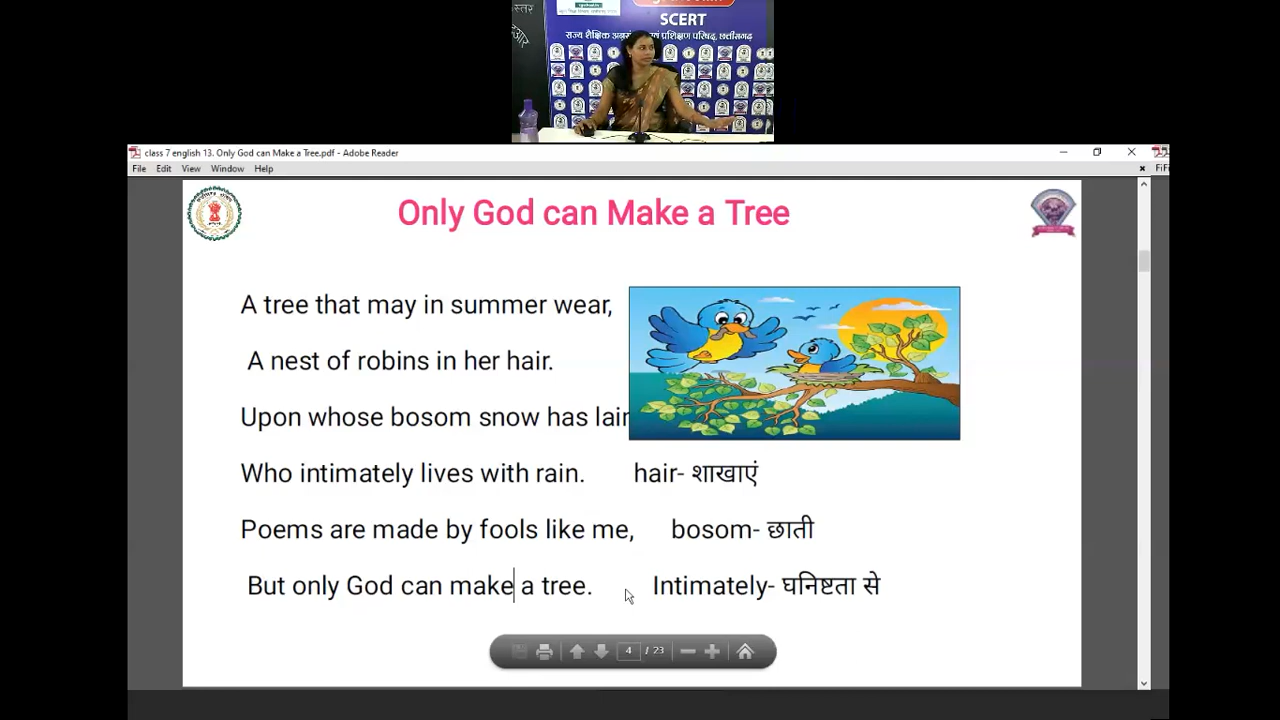 स्तर
SCERT
class 7 english 13. Only God can Make a Tree.pdf - Adobe Reader
File Edit View Window Help
Only God can Make a Tree
A tree that may in summer wear,
A nest of robins in her hair.
Upon whose bosom snow has lain
Who intimately lives with rain. hair- शाखाएं
Poems are made by fools like me, bosom- छाती
But only God can make a tree. Intimately- घनिष्टता से
4 / 23